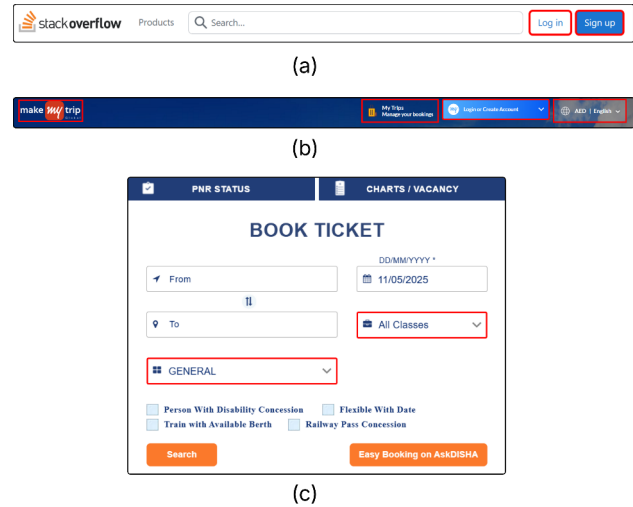 stack overflow Products Search... Log in Sign up
(a)
make my trip My Trips Login or Create Account AED | English
Manage your bookings
(b)
PNR STATUS CHARTS / VACANCY
BOOK TICKET
DD/MM/YYYY *
From 11/05/2025
To All Classes
GENERAL
Person With Disability Concession Flexible With Date
Train with Available Berth Railway Pass Concession
Search Easy Booking on AskDISHA
(c)